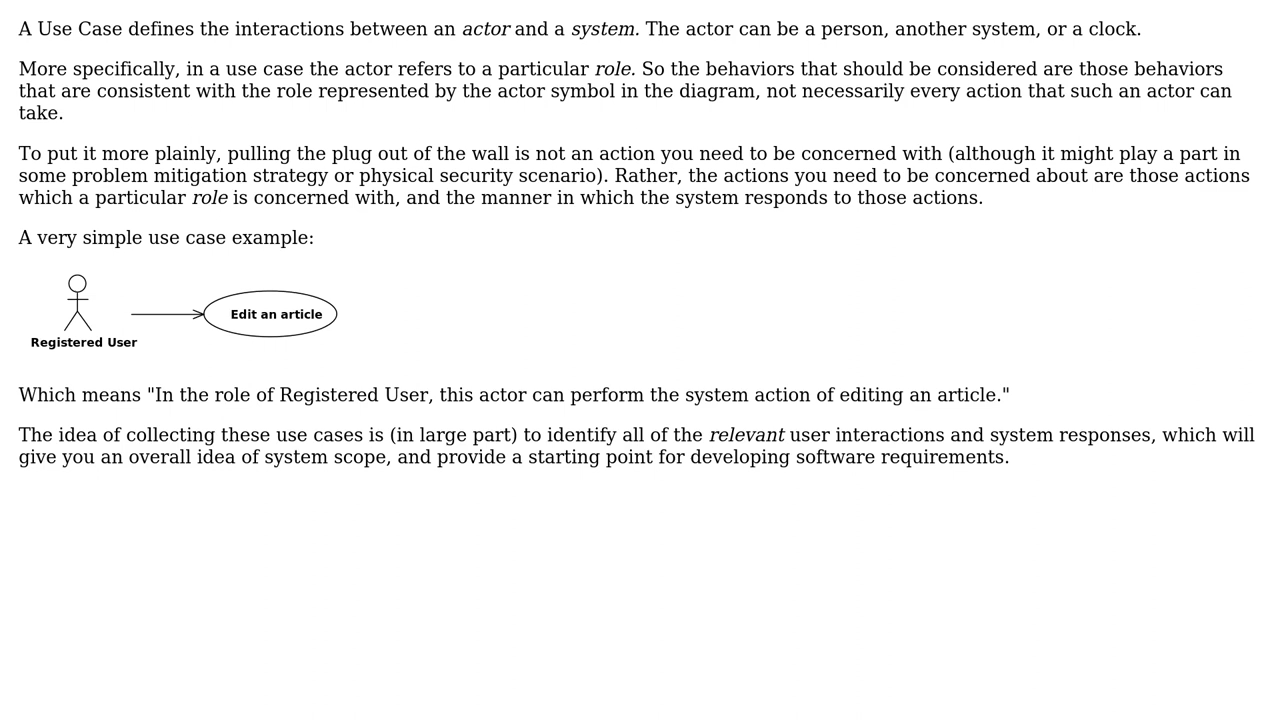 A Use Case defines the interactions between an actor and a system. The actor can be a person, another system, or a clock.
More specifically, in a use case the actor refers to a particular role. So the behaviors that should be considered are those behaviors
that are consistent with the role represented by the actor symbol in the diagram, not necessarily every action that such an actor can
take.
To put it more plainly, pulling the plug out of the wall is not an action you need to be concerned with (although it might play a part in
some problem mitigation strategy or physical security scenario). Rather, the actions you need to be concerned about are those actions
which a particular role is concerned with, and the manner in which the system responds to those actions.
A very simple use case example:
Edit an article
Registered User
Which means "In the role of Registered User, this actor can perform the system action of editing an article."
The idea of collecting these use cases is (in large part) to identify all of the relevant user interactions and system responses, which will
give you an overall idea of system scope, and provide a starting point for developing software requirements.